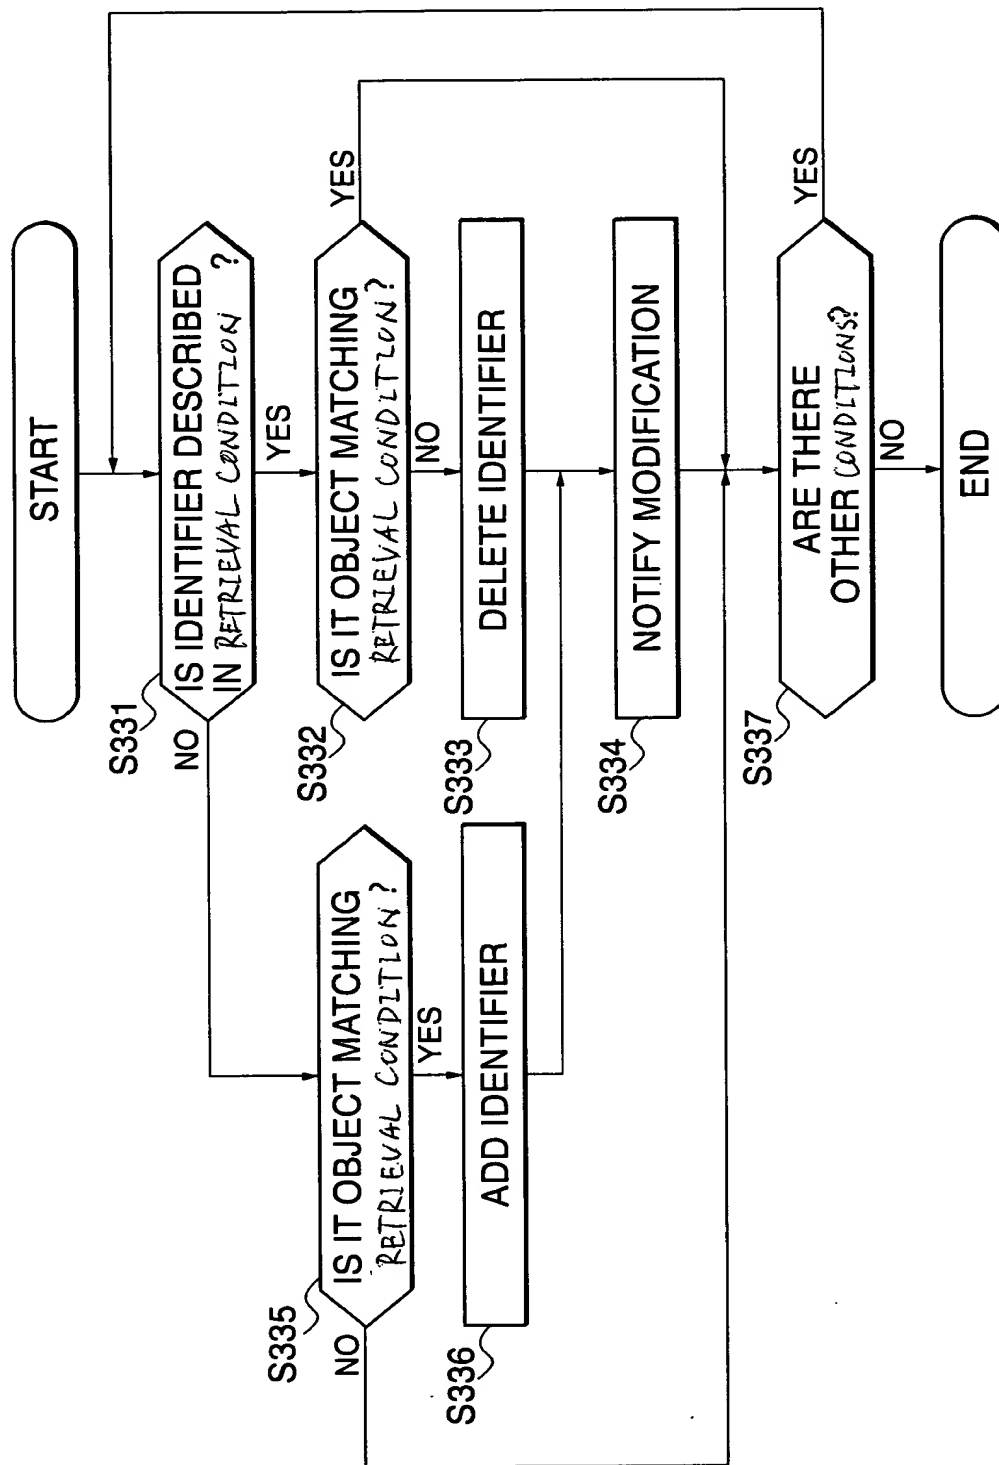 START
S331
IS IDENTIFIER DESCRIBED
IN RETRIEVAL CONDITION ?
NO
YES
S332
IS IT OBJECT MATCHING
RETRIEVAL CONDITION?
YES
NO
S333
DELETE IDENTIFIER
S334
NOTIFY MODIFICATION
S335
IS IT OBJECT MATCHING
RETRIEVAL CONDITION?
NO
YES
S336
ADD IDENTIFIER
S337
ARE THERE
OTHER CONDITIONS?
YES
NO
END